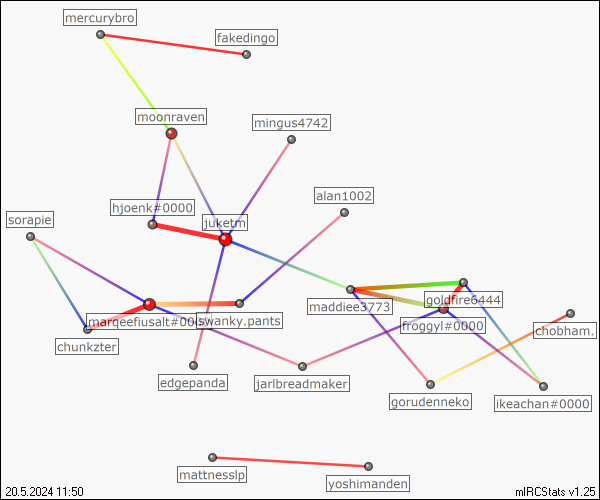 mercurybro
fakedingo
moonraven
mingus4742
alan1002
hjoenk#0000
sorapie
juketm
goldfire6444
maddiee3773
marqeefiusalt#0000
swanky.pants
froggyl#0000
chobham.
chunkzter
edgepanda
jarlbreadmaker
gorudenneko
ikeachan#0000
mattnesslp
yoshimanden
20.5.2024 11:50
mIRCStats v1.25